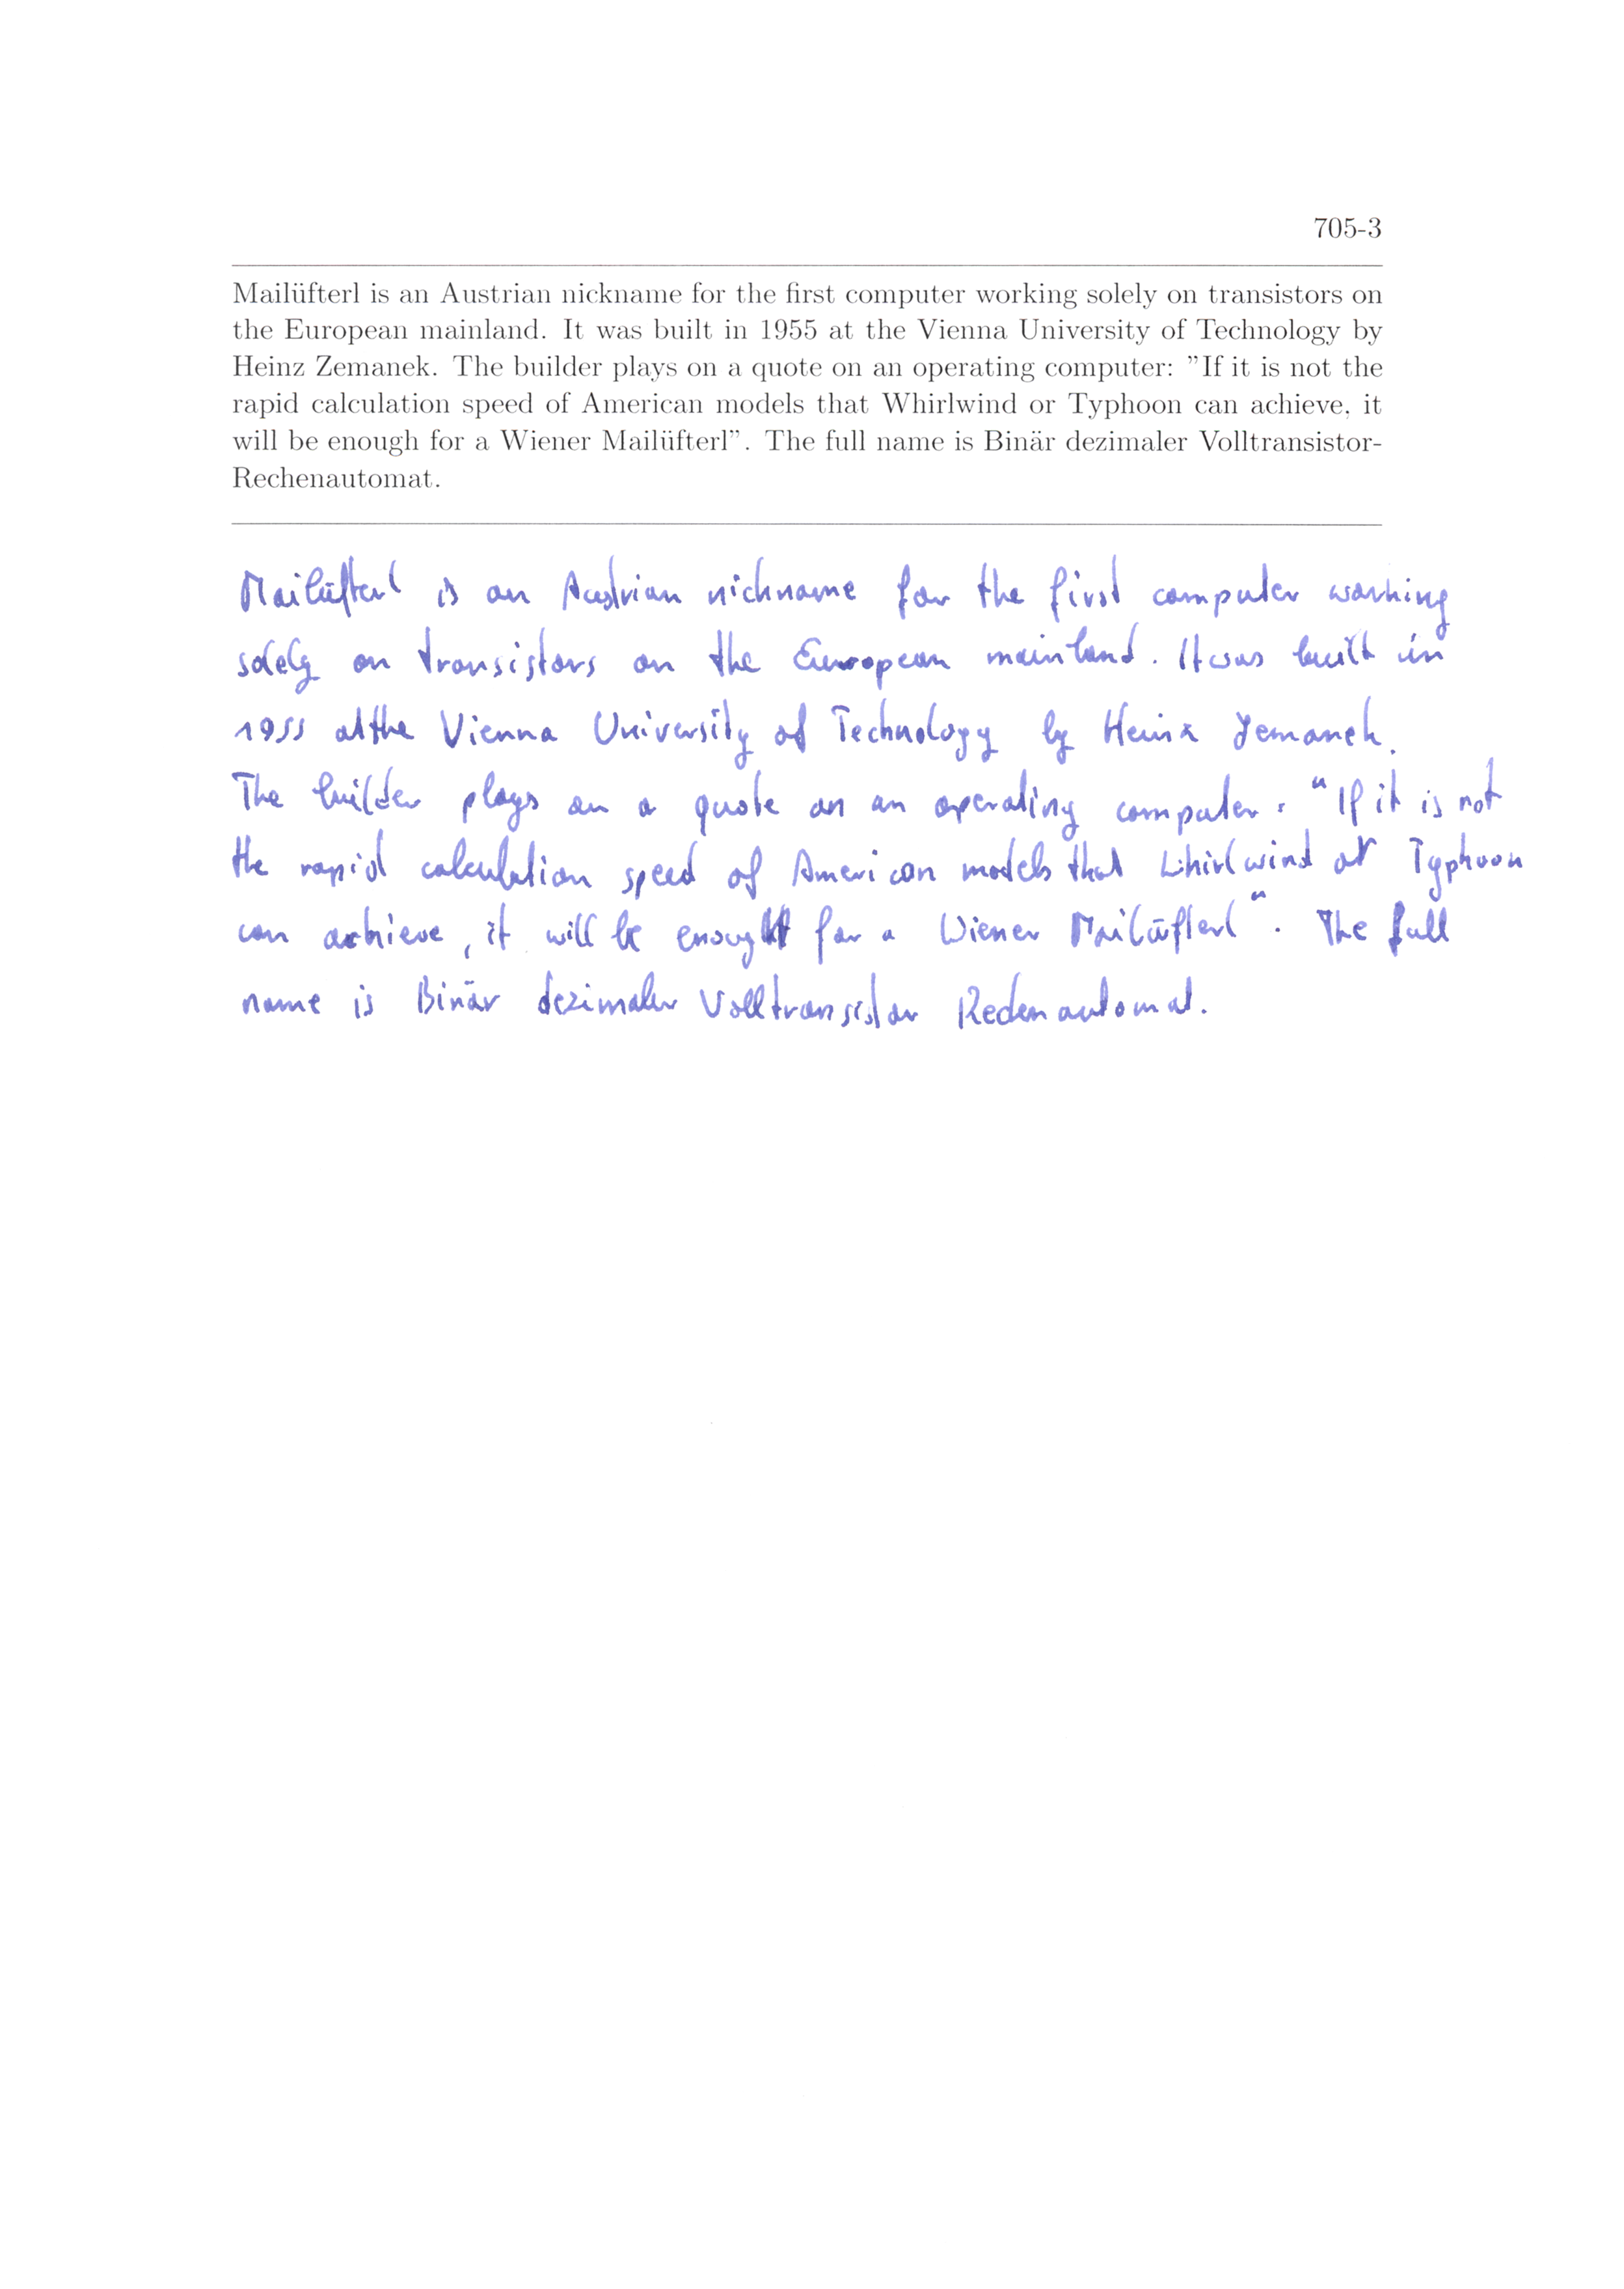 705-3
Mailüfterl is an Austrian nickname for the first computer working solely on transistors on
the European mainland. It was built in 1955 at the Vienna University of Technology by
Heinz Zemanek. The builder plays on a quote on an operating computer: ”If it is not the
rapid calculation speed of American models that Whirlwind or Typhoon can achieve, it
will be enough for a Wiener Mailüfterl”. The full name is Binär dezimaler Volltransistor-
Rechenautomat.
Mailüfterl is an Austrian nichname for the first computer working
solely on transistors on the European mainland. It was built in
1955 at the Vienna University of Technology by Heinz Zemanek.
The builder plays on a quote on an operating computer: “If it is not
the rapid calculation speed of American models that Whirlwind or Typhoon
can achieve, it will be enough for a Wiener Mailüfterl“. The full
name is Binär dezimaler Volltransistor Redenautomat.